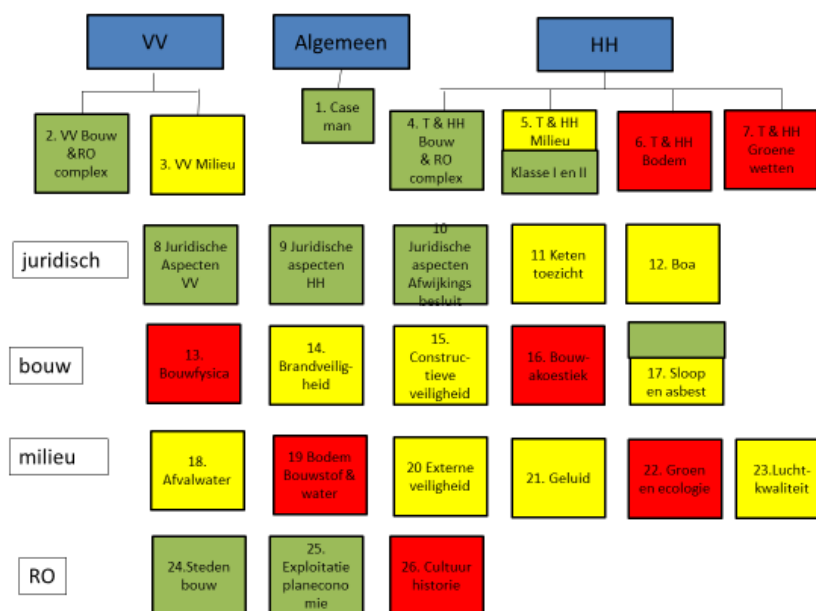 VV
Algemeen
HH
1. Case
man
2. VV Bouw
&RO
complex
3. VV Milieu
4. T & HH
Bouw
& RO
complex
5. T & HH
Milieu
Klasse I en II
6. T & HH
Bodem
7. T & HH
Groene
wetten
juridisch
8 Juridische
Aspecten
VV
9 Juridische
aspecten
HH
10
Juridische
aspecten
Afwijkings
besluit
11 Keten
toezicht
12. Boa
bouw
13.
Bouwfysica
14.
Brandveilig-
heid
15.
Construc-
tieve
veiligheid
16. Bouw-
akoestiek
17. Sloop
en asbest
milieu
18.
Afvalwater
19 Bodem
Bouwstof &
water
20 Externe
veiligheid
21. Geluid
22. Groen
en ecologie
23.Lucht-
kwaliteit
RO
24.Steden
bouw
25.
Exploitatie
planecono
mie
26. Cultuur
historie